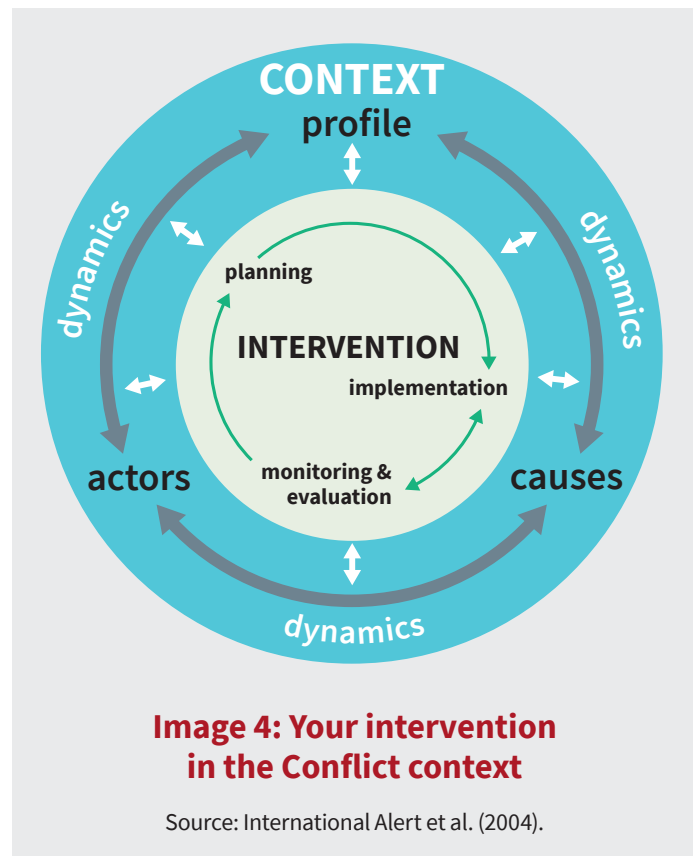 CONTEXT
profile
dynamics
dynamics
planning
INTERVENTION
implementation
monitoring &
evaluation
actors
causes
dynamics
Image 4: Your intervention
in the Conflict context
Source: International Alert et al. (2004).